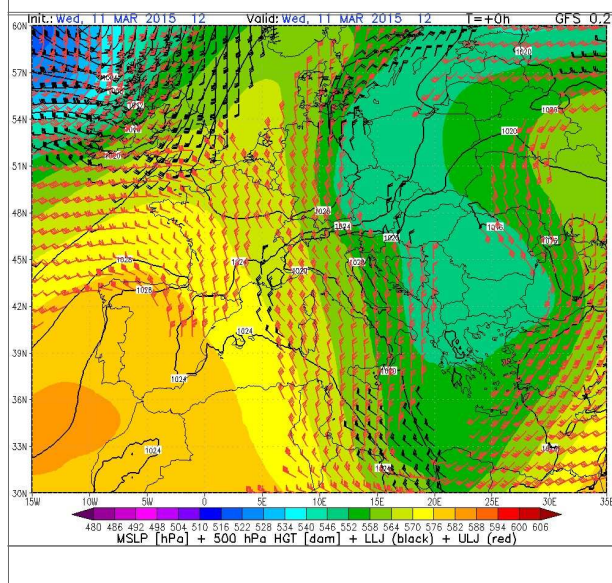 Init.: Wed, 11 MAR 2015 12 Valid: Wed, 11 MAR 2015 12 T=+0h GFS 0.2
60N
57N
54N
51N
48N
45N
42N
39N
36N
33N
30N
1020
1020
1020
1028
1028
1024
1024
1020
1024
1024
1024
15W 10W 5W 0 5E 10E 15E 20E 25E 30E 35E
480 486 492 498 504 510 516 522 528 534 540 546 552 558 564 570 576 582 588 594 600 606
MSLP [hPa] + 500 hPa HGT [dam] + LLJ (black) + ULJ (red)